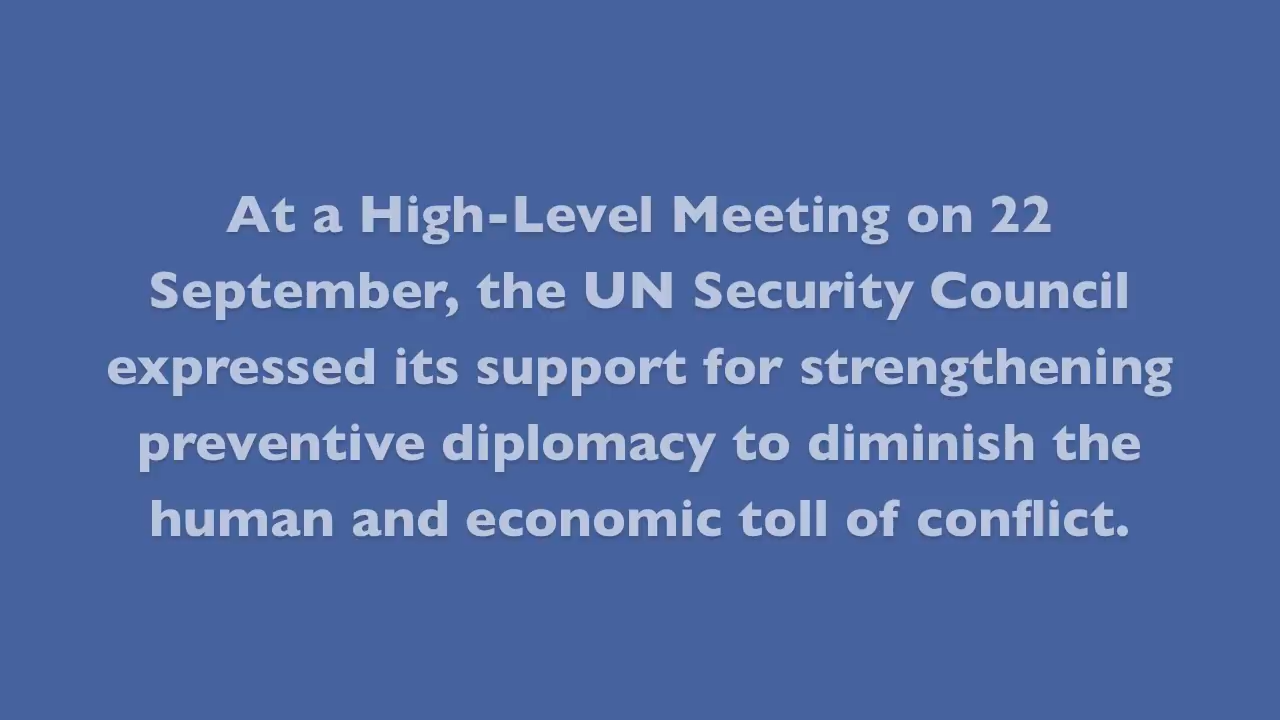 At a High-Level Meeting on 22
September, the UN Security Council
expressed its support for strengthening
preventive diplomacy to diminish the
human and economic toll of conflict.